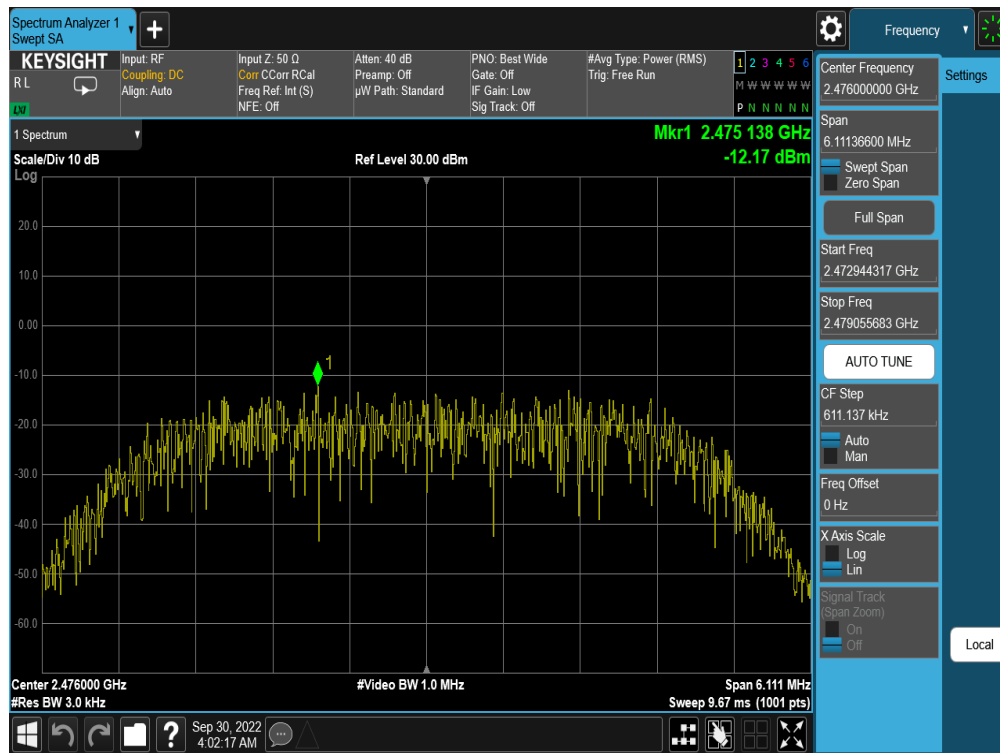 Spectrum Analyzer 1
Swept SA
+
Frequency
KEYSIGHT
R L
LXI
Input: RF
Coupling: DC
Align: Auto
Input Z: 50 Ω
Corr CCorr RCal
Freq Ref: Int (S)
NFE: Off
Atten: 40 dB
Preamp: Off
µW Path: Standard
PNO: Best Wide
Gate: Off
IF Gain: Low
Sig Track: Off
#Avg Type: Power (RMS)
Trig: Free Run
1 2 3 4 5 6
M W W W W W
P N N N N N
1 Spectrum
Scale/Div 10 dB
Log
Ref Level 30.00 dBm
Mkr1 2.475 138 GHz
-12.17 dBm
20.0
10.0
0.00
-10.0
-20.0
-30.0
-40.0
-50.0
-60.0
1
Center 2.476000 GHz
#Res BW 3.0 kHz
#Video BW 1.0 MHz
Span 6.111 MHz
Sweep 9.67 ms (1001 pts)
Center Frequency
2.476000000 GHz
Settings
Span
6.11136600 MHz
Swept Span
Zero Span
Full Span
Start Freq
2.472944317 GHz
Stop Freq
2.479055683 GHz
AUTO TUNE
CF Step
611.137 kHz
Auto
Man
Freq Offset
0 Hz
X Axis Scale
Log
Lin
Signal Track
(Span Zoom)
On
Off
Local
?
Sep 30, 2022
4:02:17 AM